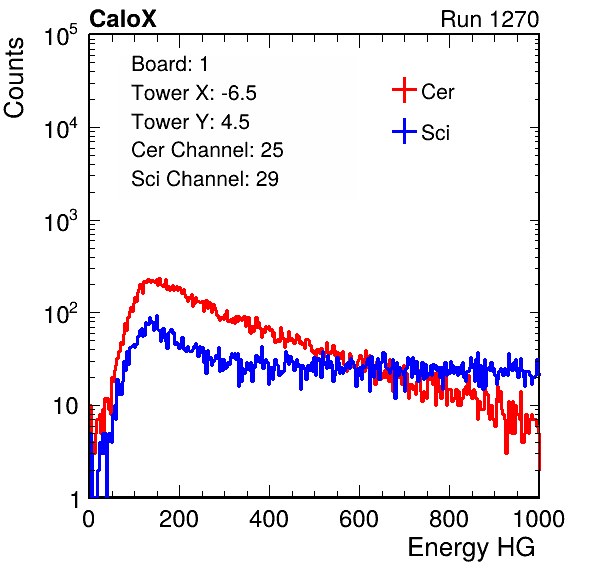 CaloX Run 1270
Counts
10^5
10^4
10^3
10^2
10
1
Board: 1
Tower X: -6.5
Tower Y: 4.5
Cer Channel: 25
Sci Channel: 29
Cer
Sci
0 200 400 600 800 1000
Energy HG